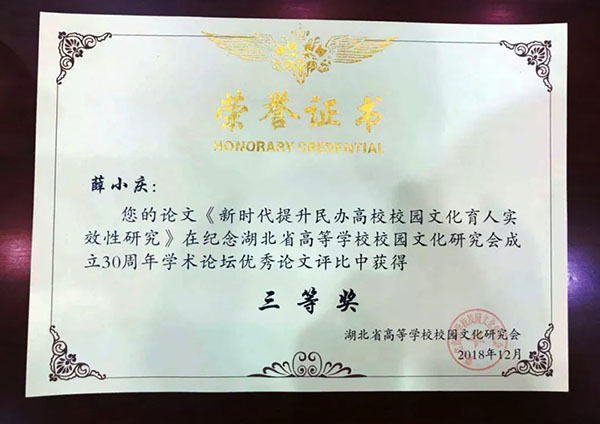 荣誉证书
HONORARY CREDENTIAL
薛小庆：
您的论文《新时代提升民办高校校园文化育人实
效性研究》在纪念湖北省高等学校校园文化研究会成
立30周年学术论坛优秀论文评比中获得
三等奖
湖北省高等学校校园文化研究会
2018年12月